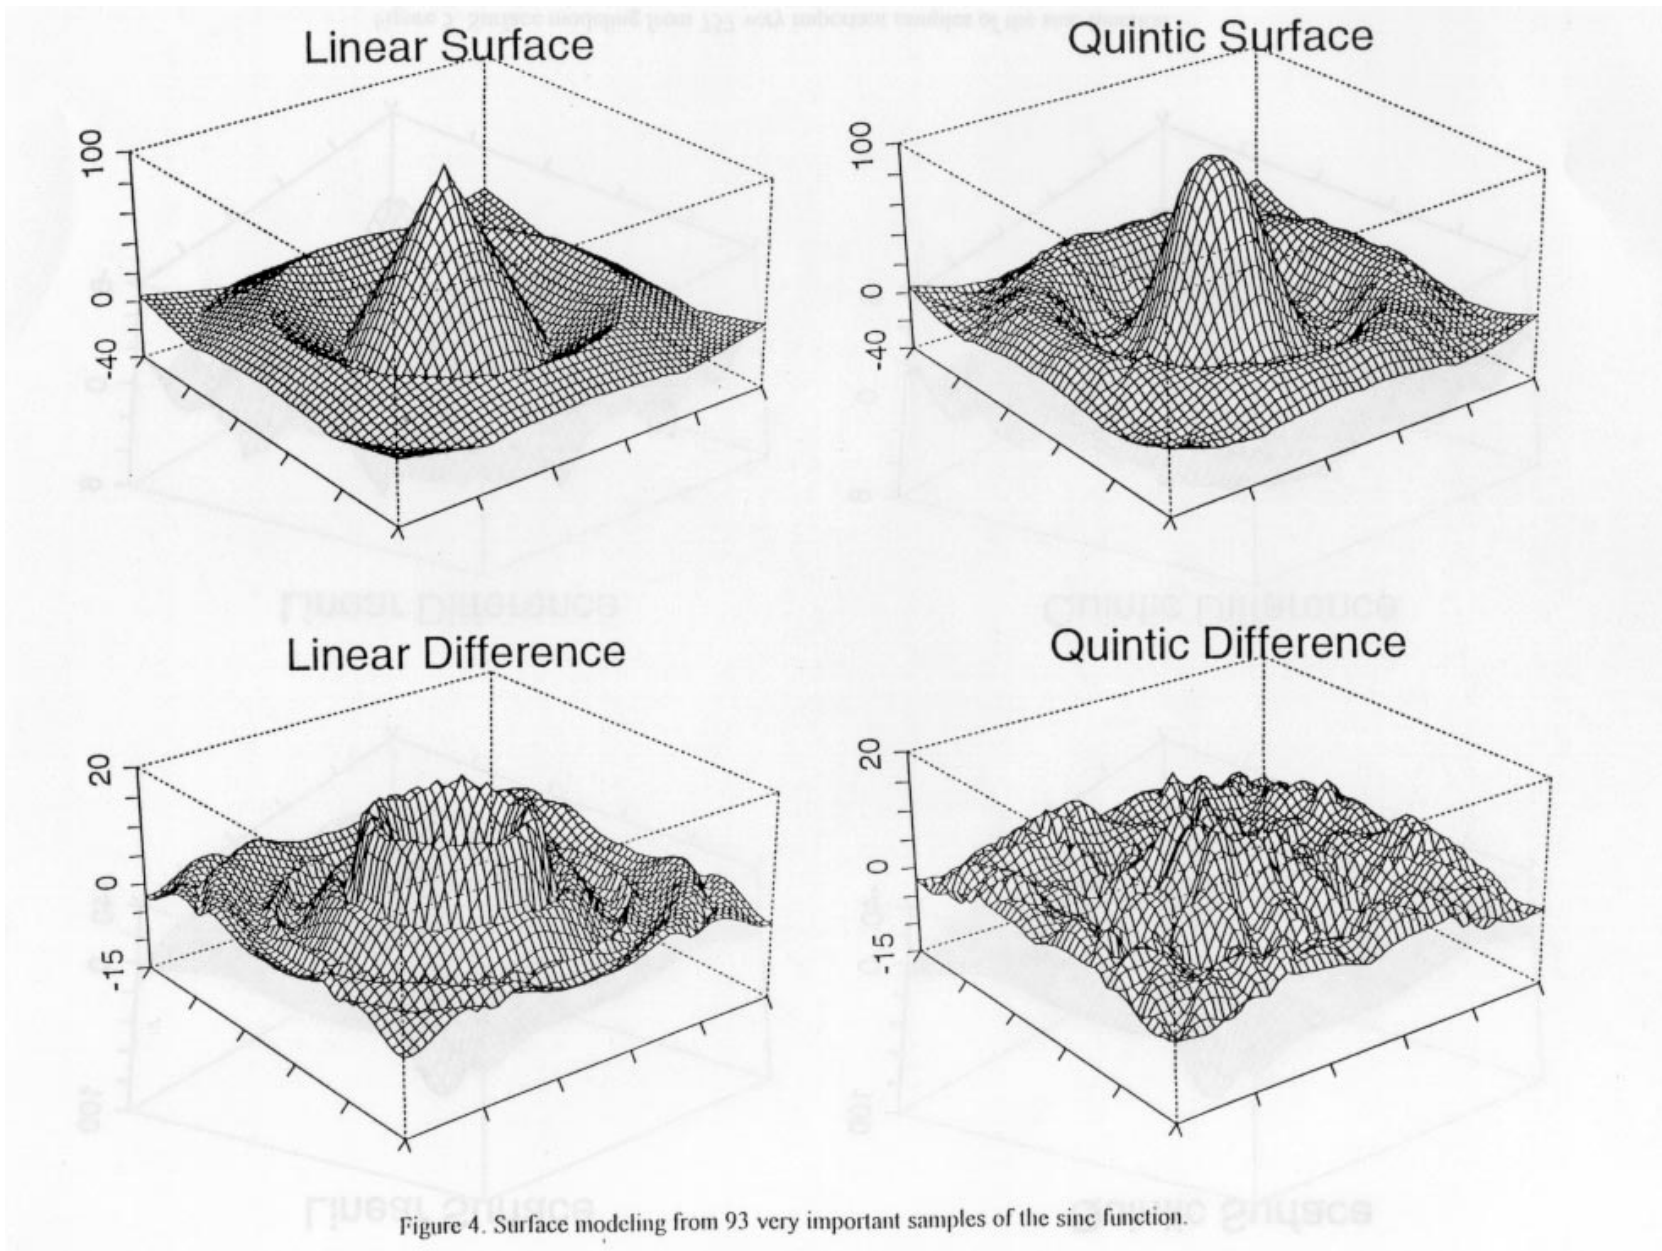 Linear Surface
Quintic Surface
100
0
-40
100
0
-40
Linear Difference
Quintic Difference
20
0
-15
20
0
-15
Figure 4. Surface modeling from 93 very important samples of the sinc function.